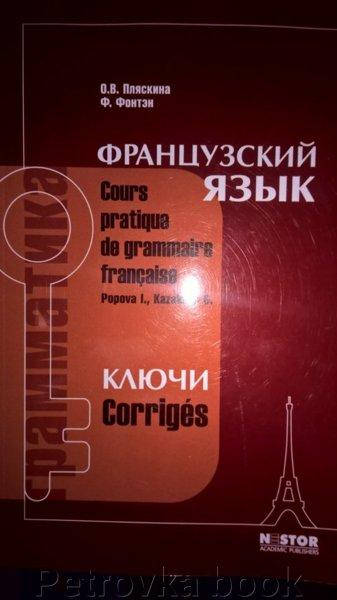 О.В. Пляскина
Ф. Фонтэн
ФРАНЦУЗСКИЙ
ЯЗЫК
грамматика
Cours
pratique
de grammaire
française
Popova I.,
КЛЮЧИ
Corrigés
NESTOR
ACADEMIC PUBLISHERS
Petrovka book